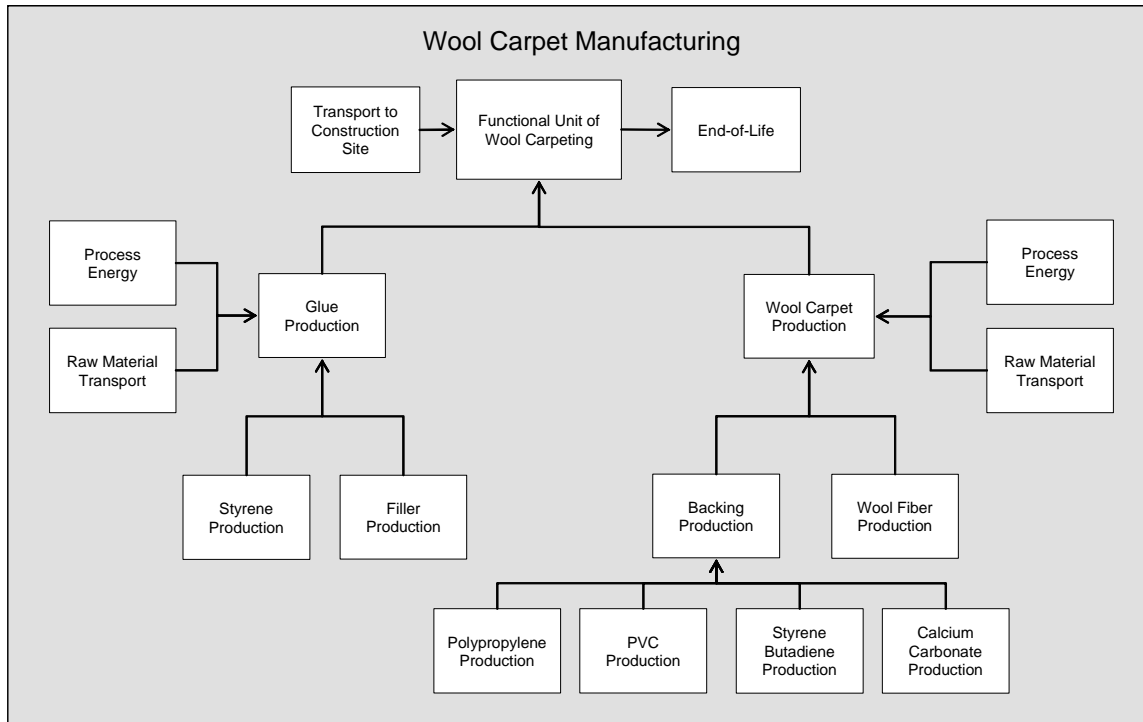 Wool Carpet Manufacturing
Transport to
Construction
Site
Functional Unit of
Wool Carpeting
End-of-Life
Process
Energy
Raw Material
Transport
Glue
Production
Wool Carpet
Production
Process
Energy
Raw Material
Transport
Styrene
Production
Filler
Production
Backing
Production
Wool Fiber
Production
Polypropylene
Production
PVC
Production
Styrene
Butadiene
Production
Calcium
Carbonate
Production